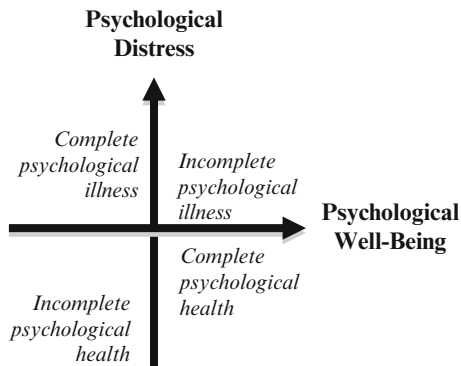 Psychological
Distress
Complete
psychological
illness
Incomplete
psychological
illness
Psychological
Well-Being
Complete
psychological
health
Incomplete
psychological
health